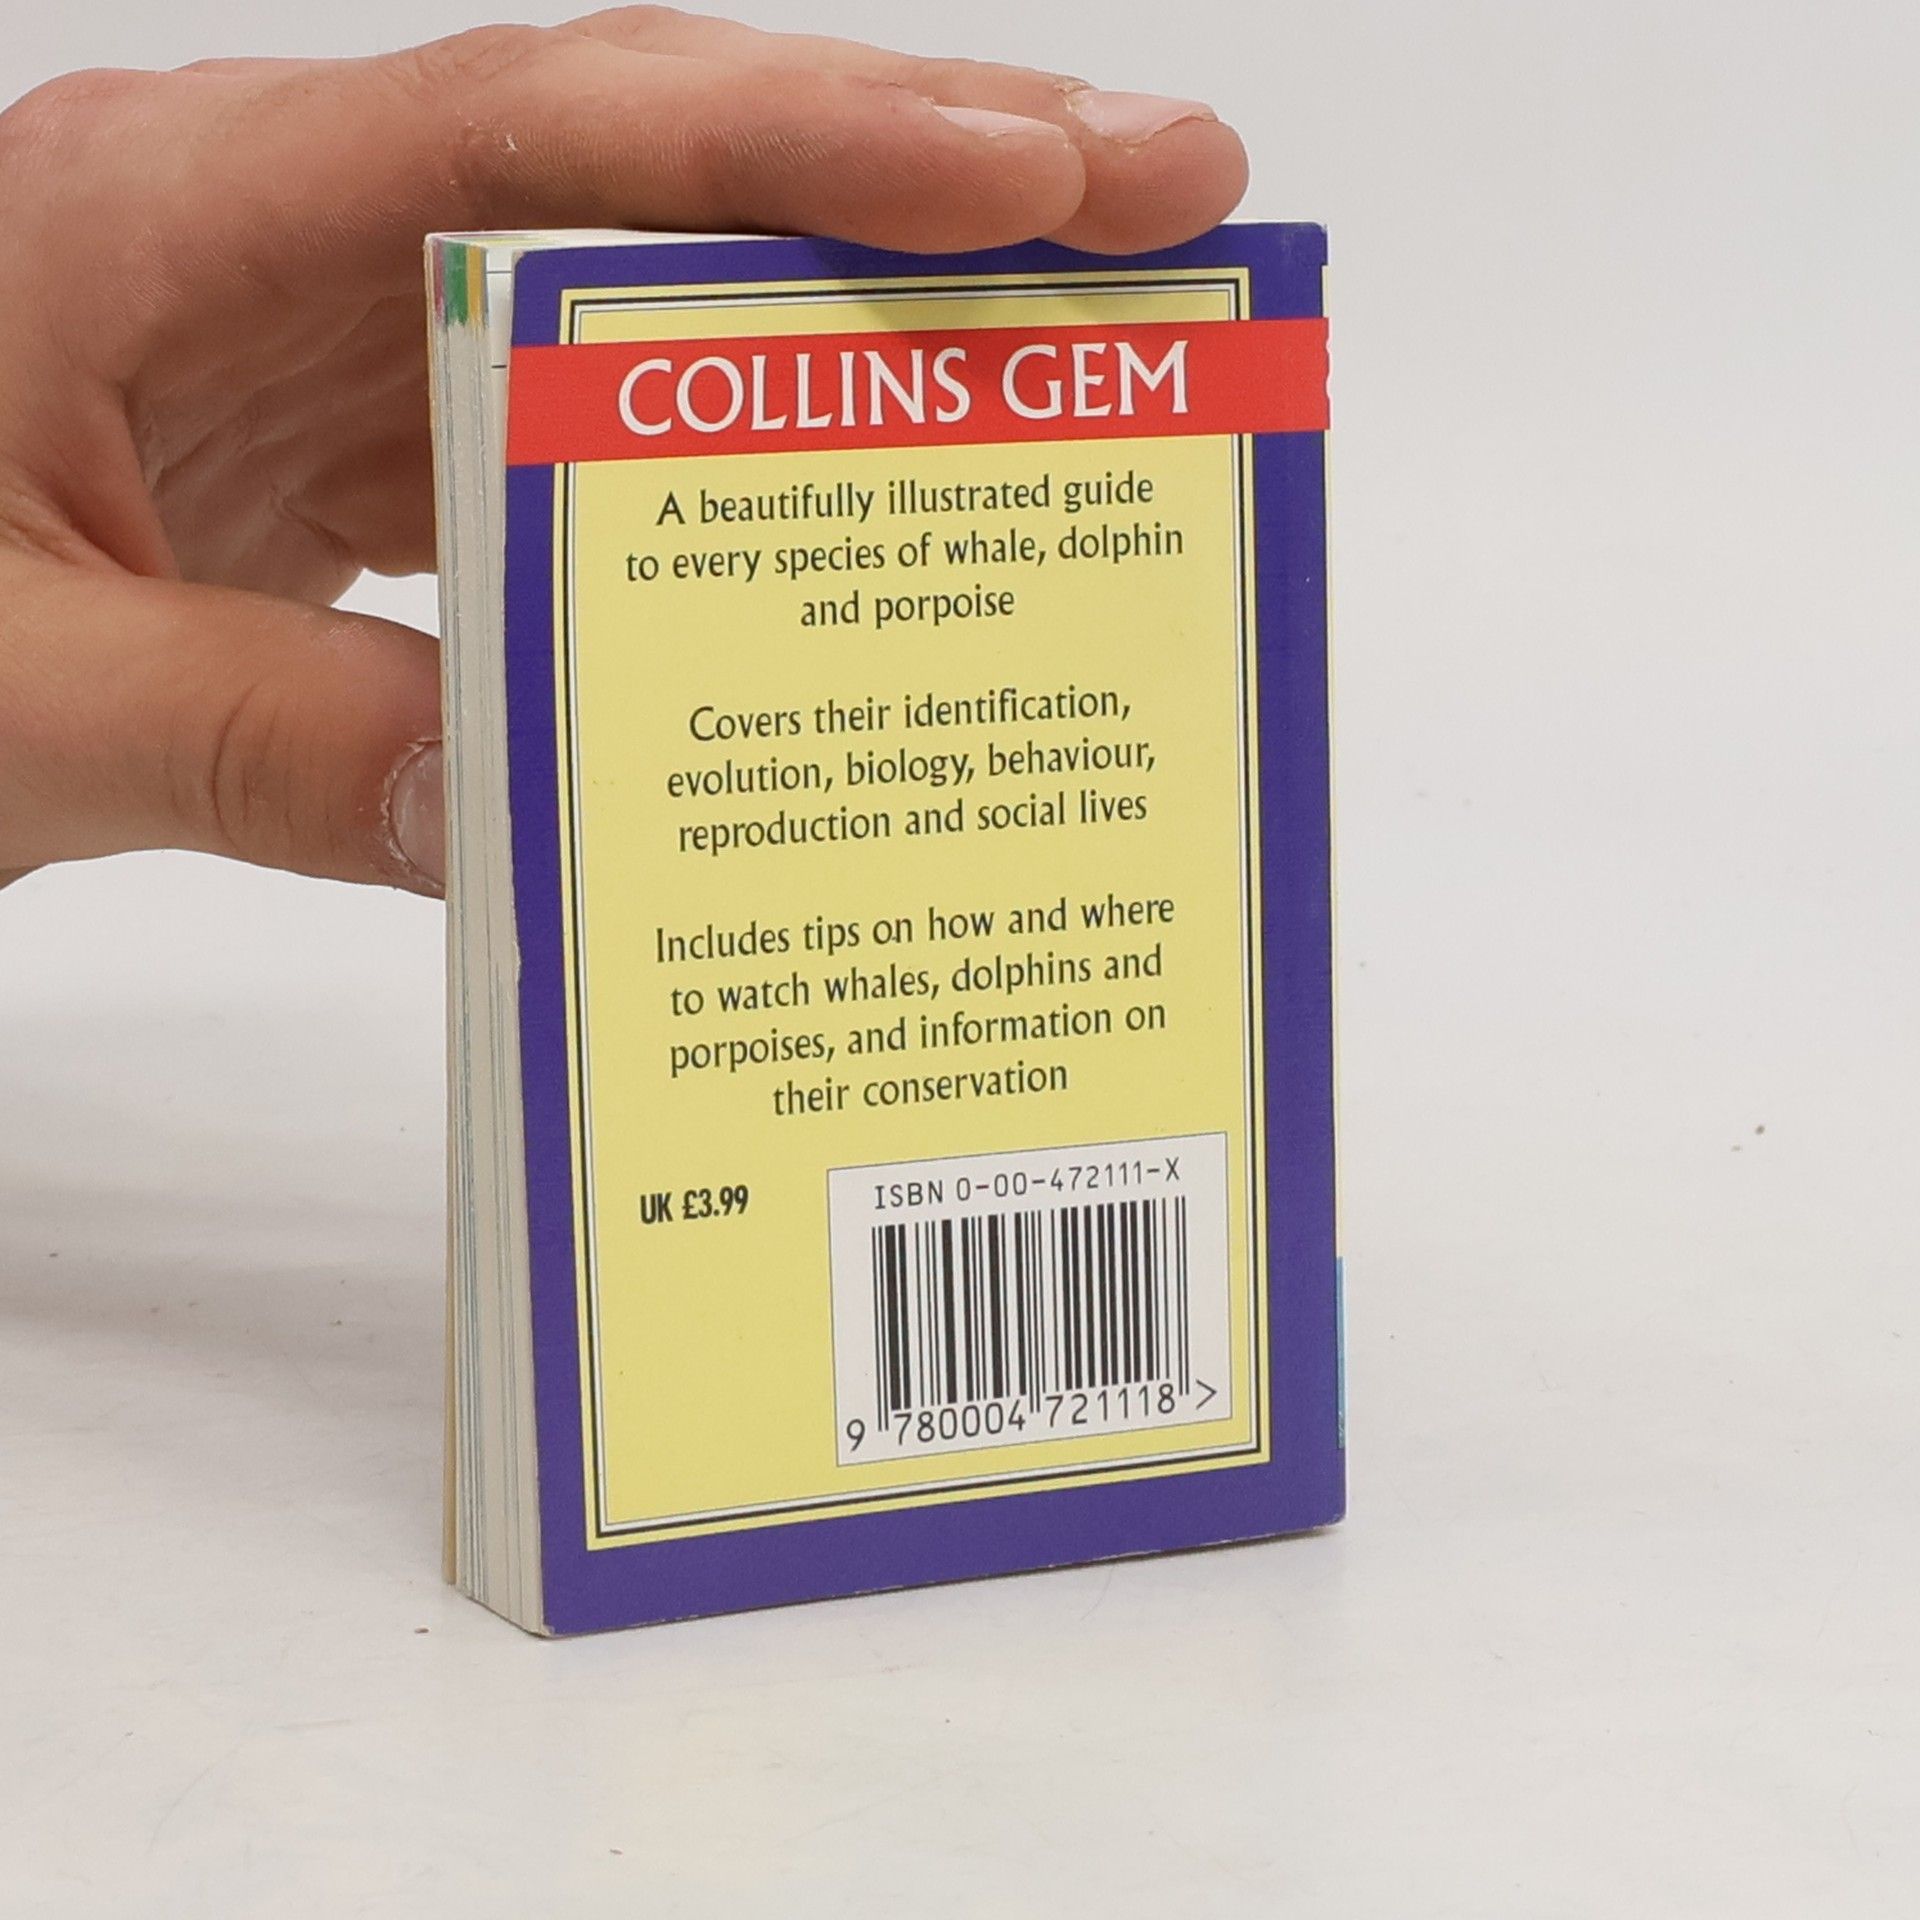 COLLINS GEM
A beautifully illustrated guide
to every species of whale, dolphin
and porpoise
Covers their identification,
evolution, biology, behaviour,
reproduction and social lives
Includes tips on how and where
to watch whales, dolphins and
porpoises, and information on
their conservation
UK £3.99
ISBN 0-00-472111-X
9 780004 721118 >